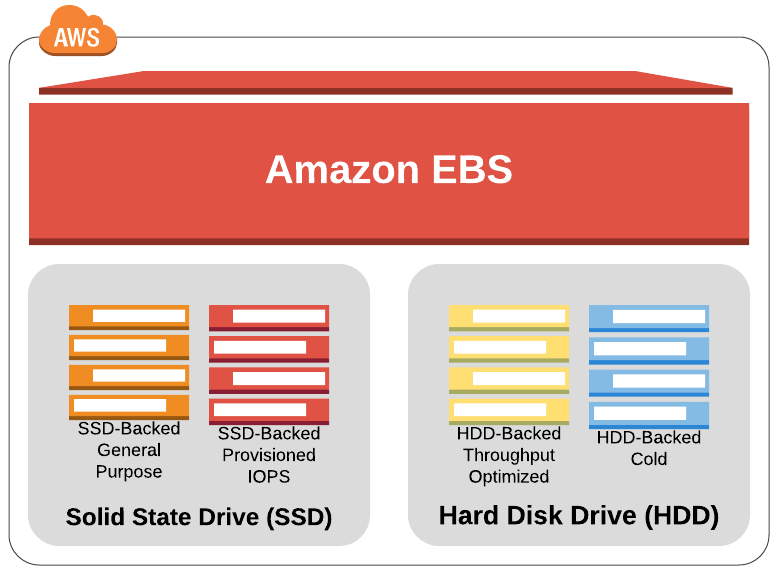 AWS
Amazon EBS
SSD-Backed
General
Purpose
SSD-Backed
Provisioned
IOPS
Solid State Drive (SSD)
HDD-Backed
Throughput
Optimized
HDD-Backed
Cold
Hard Disk Drive (HDD)